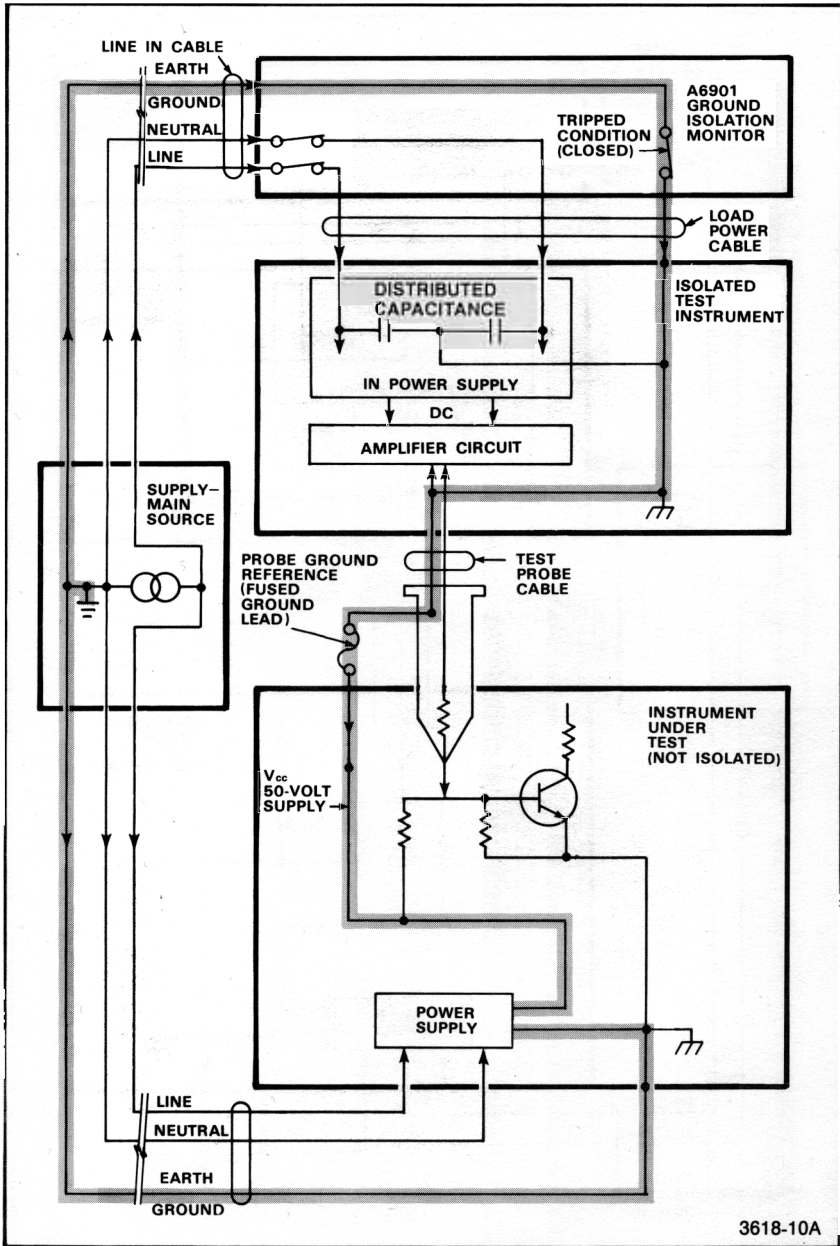 LINE IN CABLE
EARTH
GROUND
NEUTRAL
LINE
TRIPPED
CONDITION
(CLOSED)
A6901
GROUND
ISOLATION
MONITOR
LOAD
POWER
CABLE
DISTRIBUTED
CAPACITANCE
IN POWER SUPPLY
DC
AMPLIFIER CIRCUIT
ISOLATED
TEST
INSTRUMENT
SUPPLY—
MAIN
SOURCE
PROBE GROUND
REFERENCE
(FUSED
GROUND
LEAD)
TEST
PROBE
CABLE
INSTRUMENT
UNDER
TEST
(NOT ISOLATED)
Vcc
50-VOLT
SUPPLY
POWER
SUPPLY
LINE
NEUTRAL
EARTH
GROUND
3618-10A